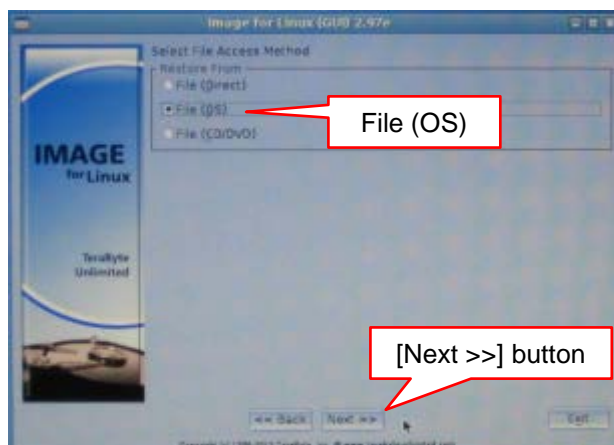 Image for Linux (GUI) 2.97e
Select File Access Method
Restore From
File (Direct)
File (OS)
File (OS)
File (CD/DVD)
IMAGE
for Linux
TeraByte
Unlimited
[Next >>] button
<< Back
Next >>
Exit